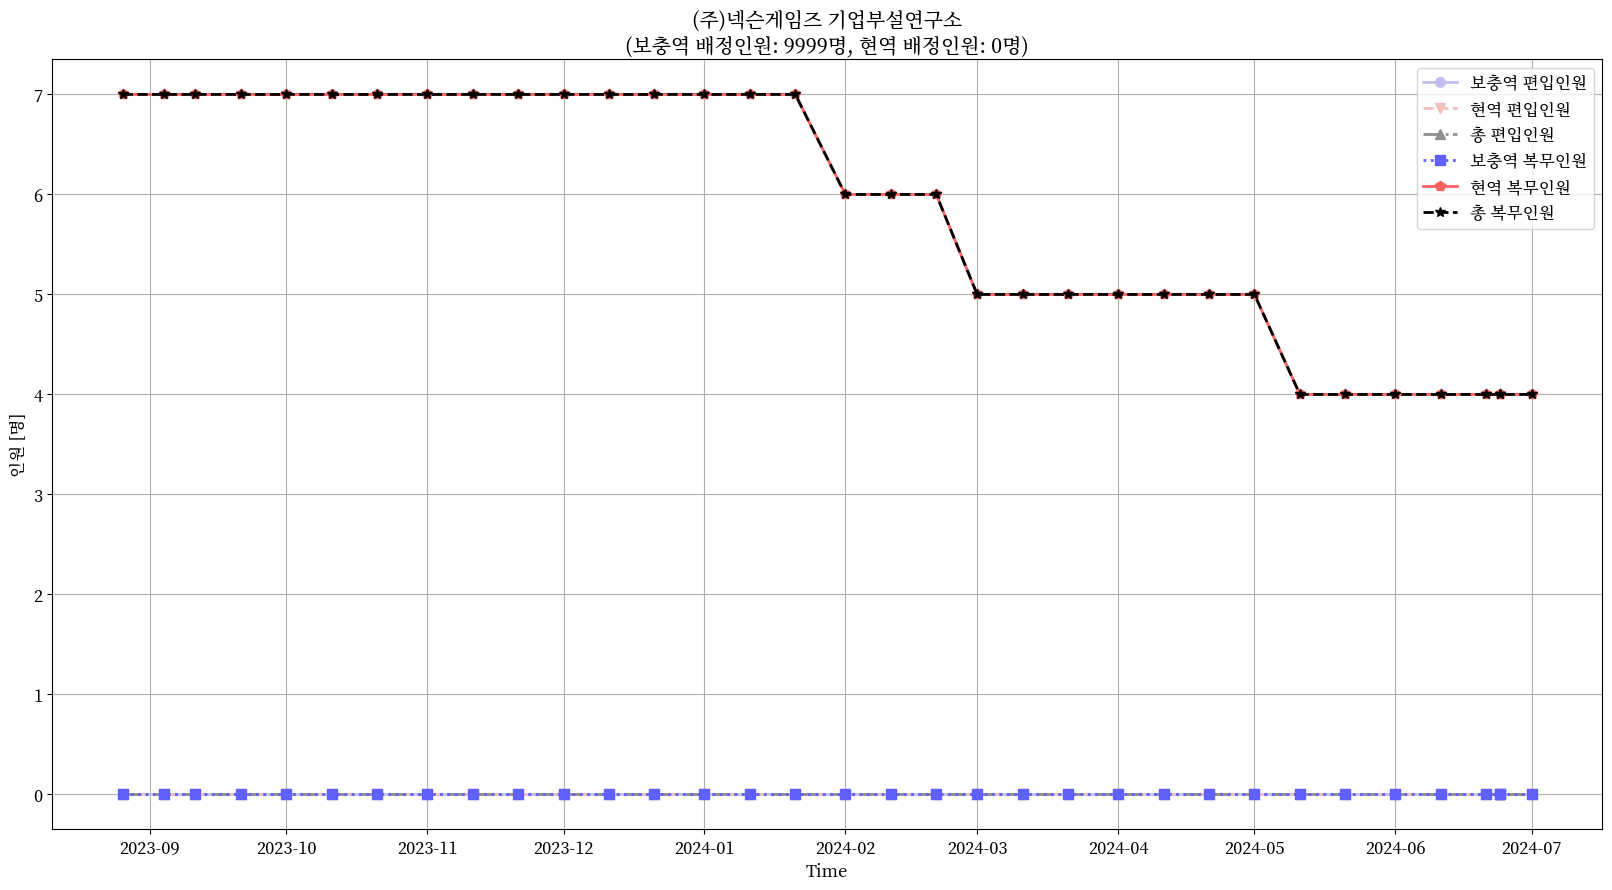 (주)넥슨게임즈 기업부설연구소
(보충역 배정인원: 9999명, 현역 배정인원: 0명)
보충역 편입인원
현역 편입인원
총 편입인원
보충역 복무인원
현역 복무인원
총 복무인원
인원 [명]
7
6
5
4
3
2
1
0
2023-09 2023-10 2023-11 2023-12 2024-01 2024-02 2024-03 2024-04 2024-05 2024-06 2024-07
Time